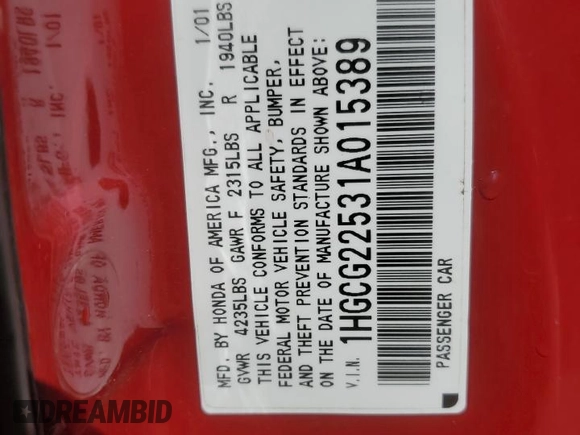 MFD. BY HONDA OF AMERICA MFG., INC. 1/01
GVWR 4235LBS GAWR F 2315LBS R 1940LBS
THIS VEHICLE CONFORMS TO ALL APPLICABLE
FEDERAL MOTOR VEHICLE SAFETY, BUMPER,
AND THEFT PREVENTION STANDARDS IN EFFECT
ON THE DATE OF MANUFACTURE SHOWN ABOVE:
V.I.N. 1HGCG22531A015389
PASSENGER CAR
DREAMBID